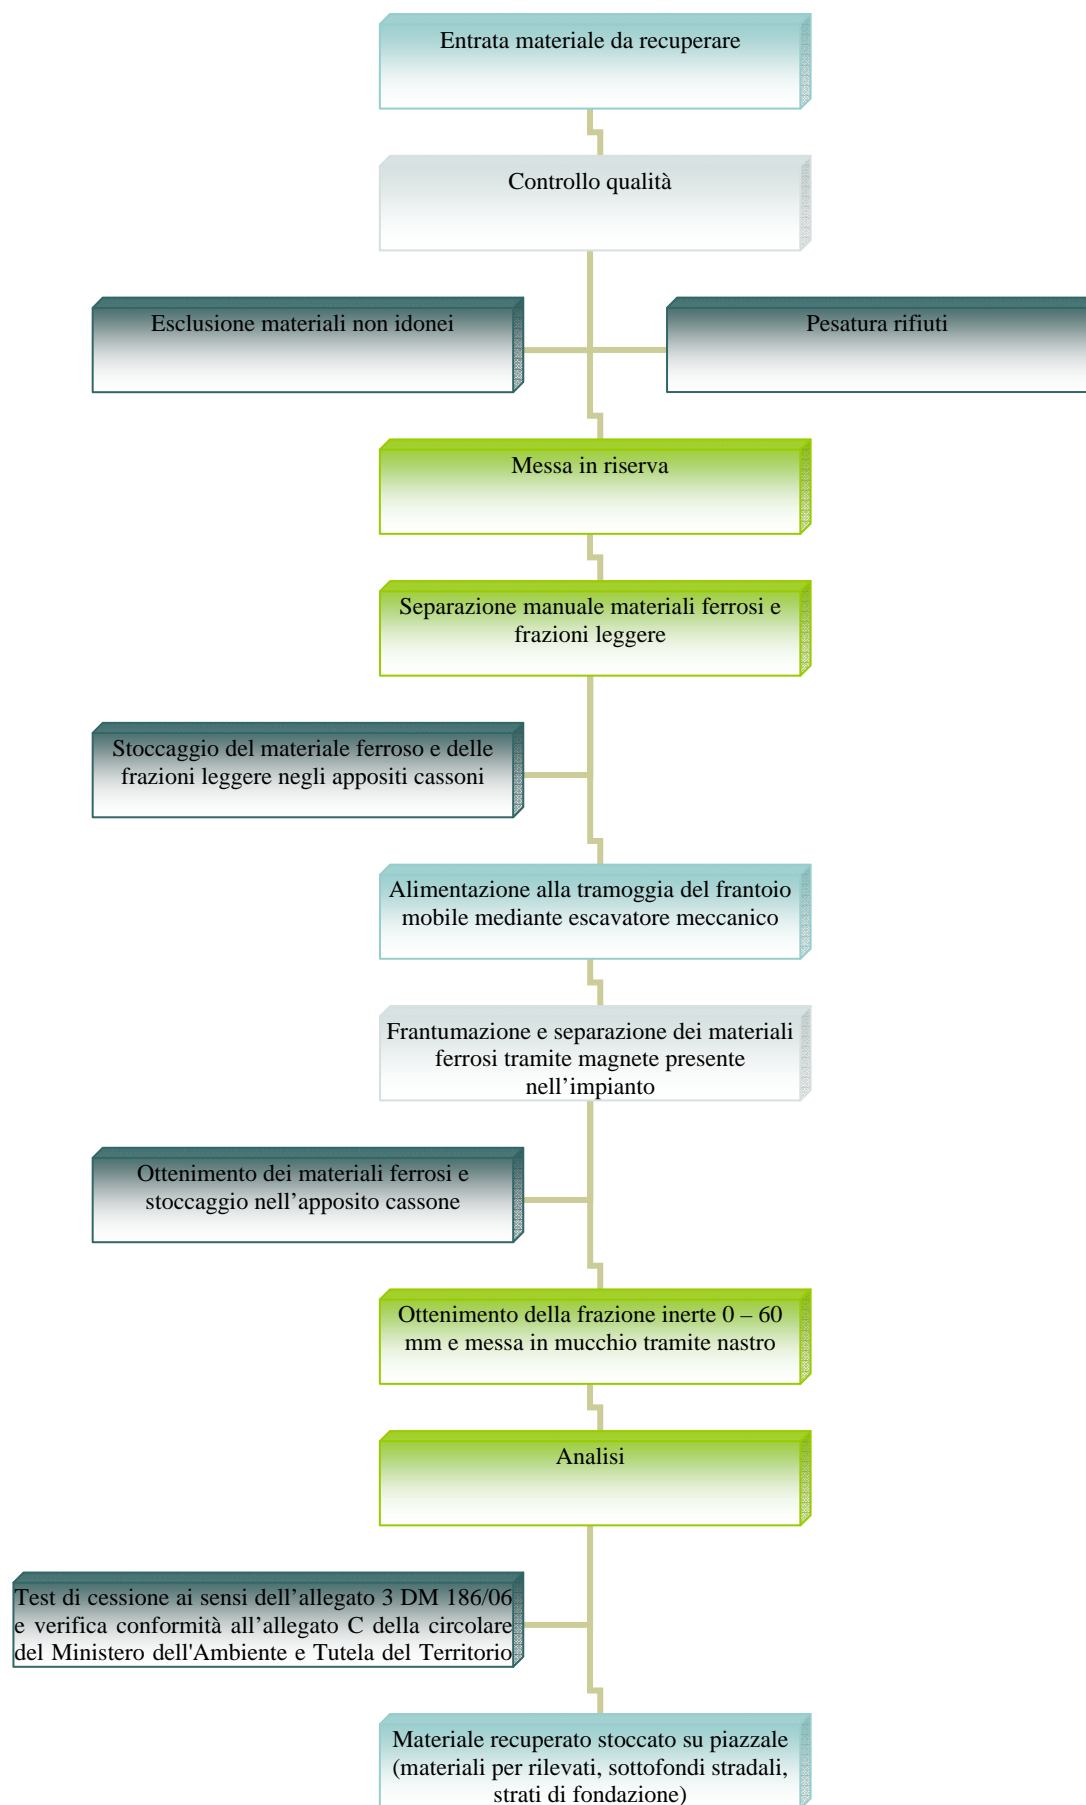 Entrata materiale da recuperare
Controllo qualità
Esclusione materiali non idonei
Pesatura rifiuti
Messa in riserva
Separazione manuale materiali ferrosi e
frazioni leggere
Stoccaggio del materiale ferroso e delle
frazioni leggere negli appositi cassoni
Alimentazione alla tramoggia del frantoio
mobile mediante escavatore meccanico
Frantumazione e separazione dei materiali
ferrosi tramite magnete presente
nell’impianto
Ottenimento dei materiali ferrosi e
stoccaggio nell’apposito cassone
Ottenimento della frazione inerte 0 – 60
mm e messa in mucchio tramite nastro
Analisi
Test di cessione ai sensi dell’allegato 3 DM 186/06
e verifica conformità all’allegato C della circolare
del Ministero dell'Ambiente e Tutela del Territorio
Materiale recuperato stoccato su piazzale
(materiali per rilevati, sottofondi stradali,
strati di fondazione)